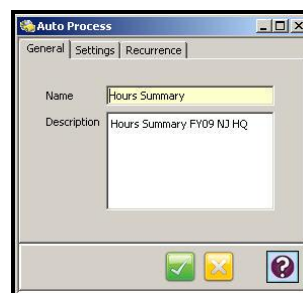 Auto Process
General Settings Recurrence
Name Hours Summary
Description Hours Summary FY09 NJ HQ
?